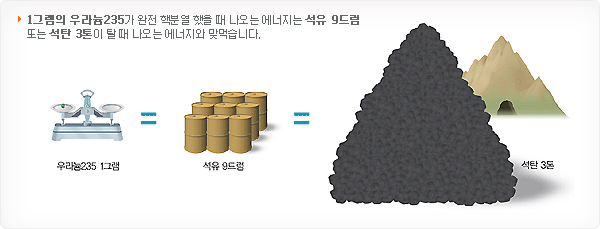 1그램의 우라늄235가 완전 핵분열 했을 때 나오는 에너지는 석유 9드럼
또는 석탄 3톤이 탈 때 나오는 에너지와 맞먹습니다.
우라늄235 1그램
=
석유 9드럼
=
석탄 3톤